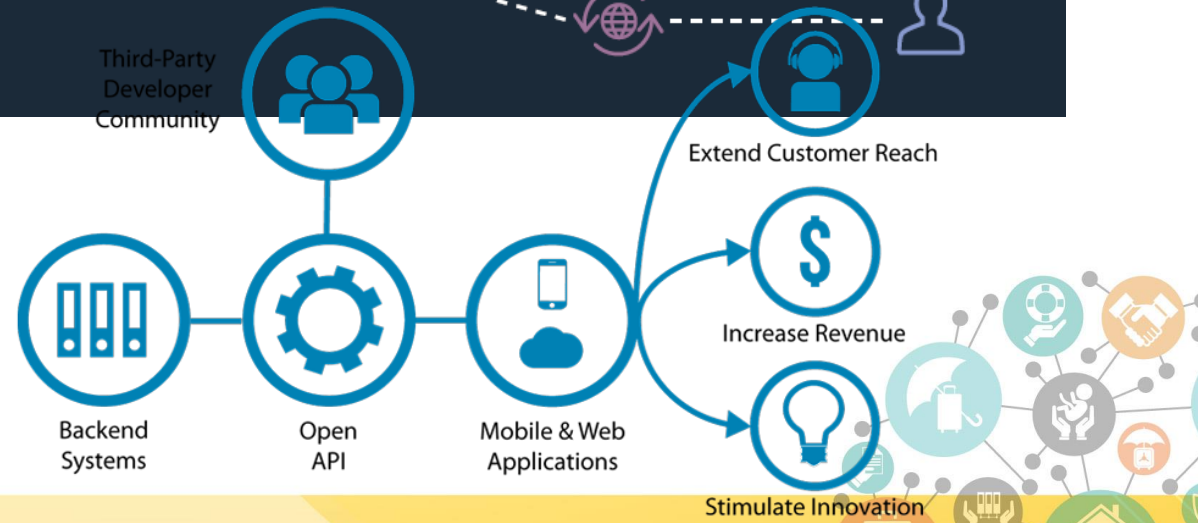 Third-Party
Developer
Community
Extend Customer Reach
$
Increase Revenue
Backend
Systems
Open
API
Mobile & Web
Applications
Stimulate Innovation